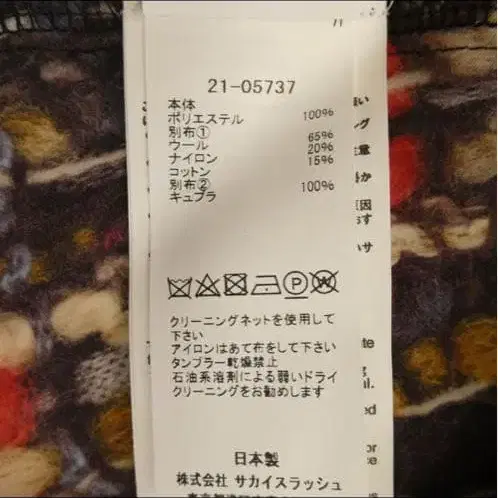 21-05737
本体
ポリエステル 100%
別布①
ウール 65%
ナイロン 20%
コットン 15%
別布②
キュプラ 100%
クリーニングネットを使用して
下さい
アイロンはあて布をして下さい
タンブラー乾燥禁止
石油系溶剤による弱いドライ
クリーニングをお勧めします
日本製
株式会社 サカイスラッシュ